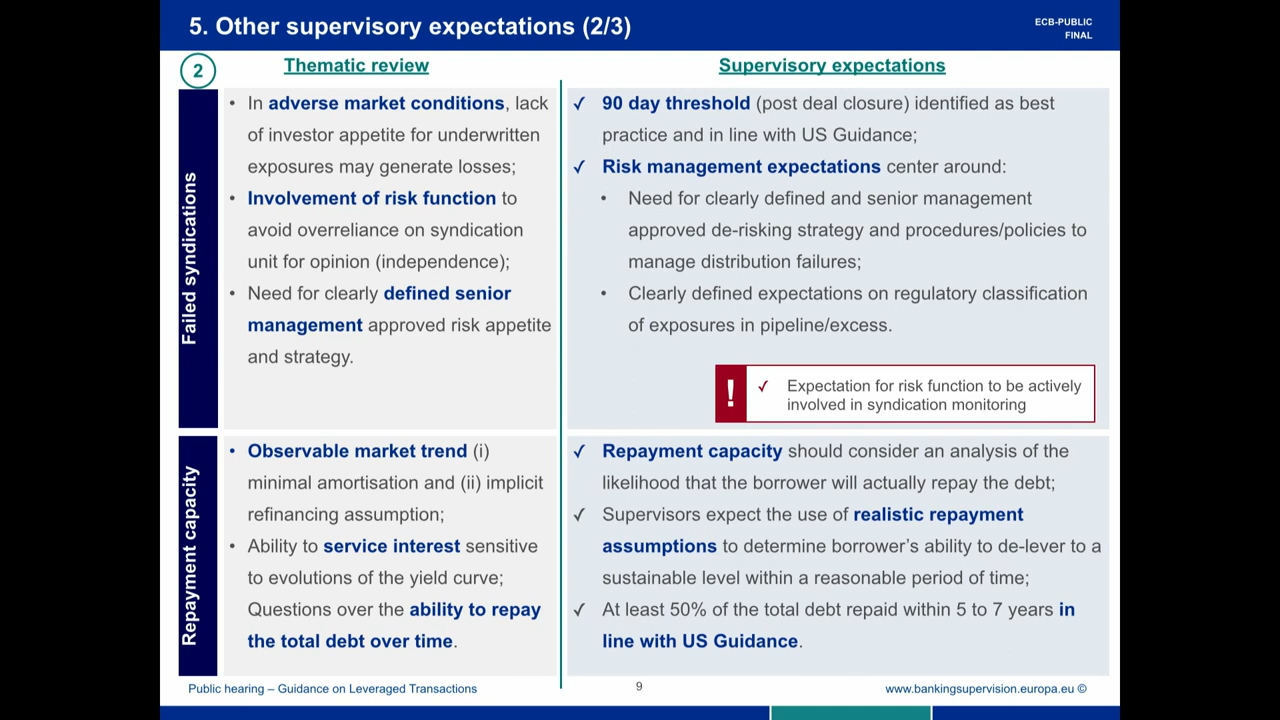 5. Other supervisory expectations (2/3)
ECB-PUBLIC
FINAL
2
Thematic review
Supervisory expectations
Failed syndications
• In adverse market conditions, lack
of investor appetite for underwritten
exposures may generate losses;
• Involvement of risk function to
avoid overreliance on syndication
unit for opinion (independence);
• Need for clearly defined senior
management approved risk appetite
and strategy.
✓ 90 day threshold (post deal closure) identified as best
practice and in line with US Guidance;
✓ Risk management expectations center around:
• Need for clearly defined and senior management
approved de-risking strategy and procedures/policies to
manage distribution failures;
• Clearly defined expectations on regulatory classification
of exposures in pipeline/excess.
! ✓ Expectation for risk function to be actively
involved in syndication monitoring
Repayment capacity
• Observable market trend (i)
minimal amortisation and (ii) implicit
refinancing assumption;
• Ability to service interest sensitive
to evolutions of the yield curve;
Questions over the ability to repay
the total debt over time.
✓ Repayment capacity should consider an analysis of the
likelihood that the borrower will actually repay the debt;
✓ Supervisors expect the use of realistic repayment
assumptions to determine borrower's ability to de-lever to a
sustainable level within a reasonable period of time;
✓ At least 50% of the total debt repaid within 5 to 7 years in
line with US Guidance.
Public hearing – Guidance on Leveraged Transactions
9
www.bankingsupervision.europa.eu ©